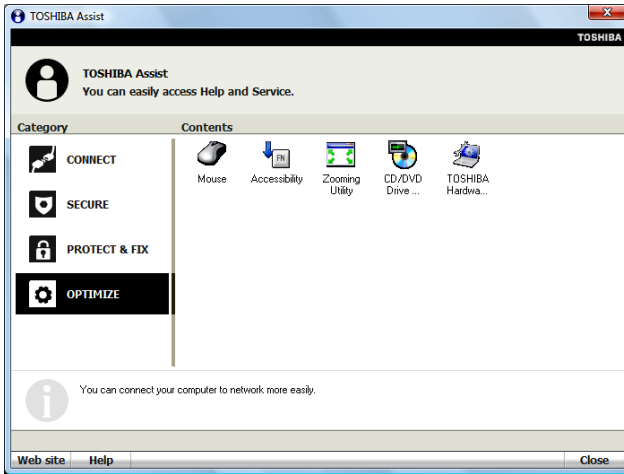 TOSHIBA Assist
TOSHIBA
TOSHIBA Assist
You can easily access Help and Service.
Category
Contents
CONNECT
SECURE
PROTECT & FIX
OPTIMIZE
Mouse
Accessibility
FN
Zooming
Utility
CD/DVD
Drive ...
TOSHIBA
Hardwa...
You can connect your computer to network more easily.
Web site
Help
Close